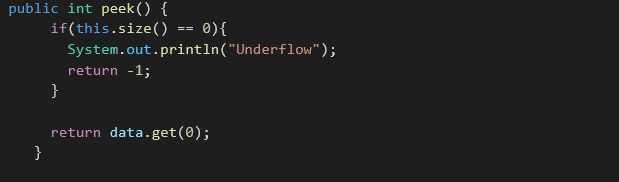 public int peek() {
if(this.size() == 0){
System.out.println("Underflow");
return -1;
}
return data.get(0);
}